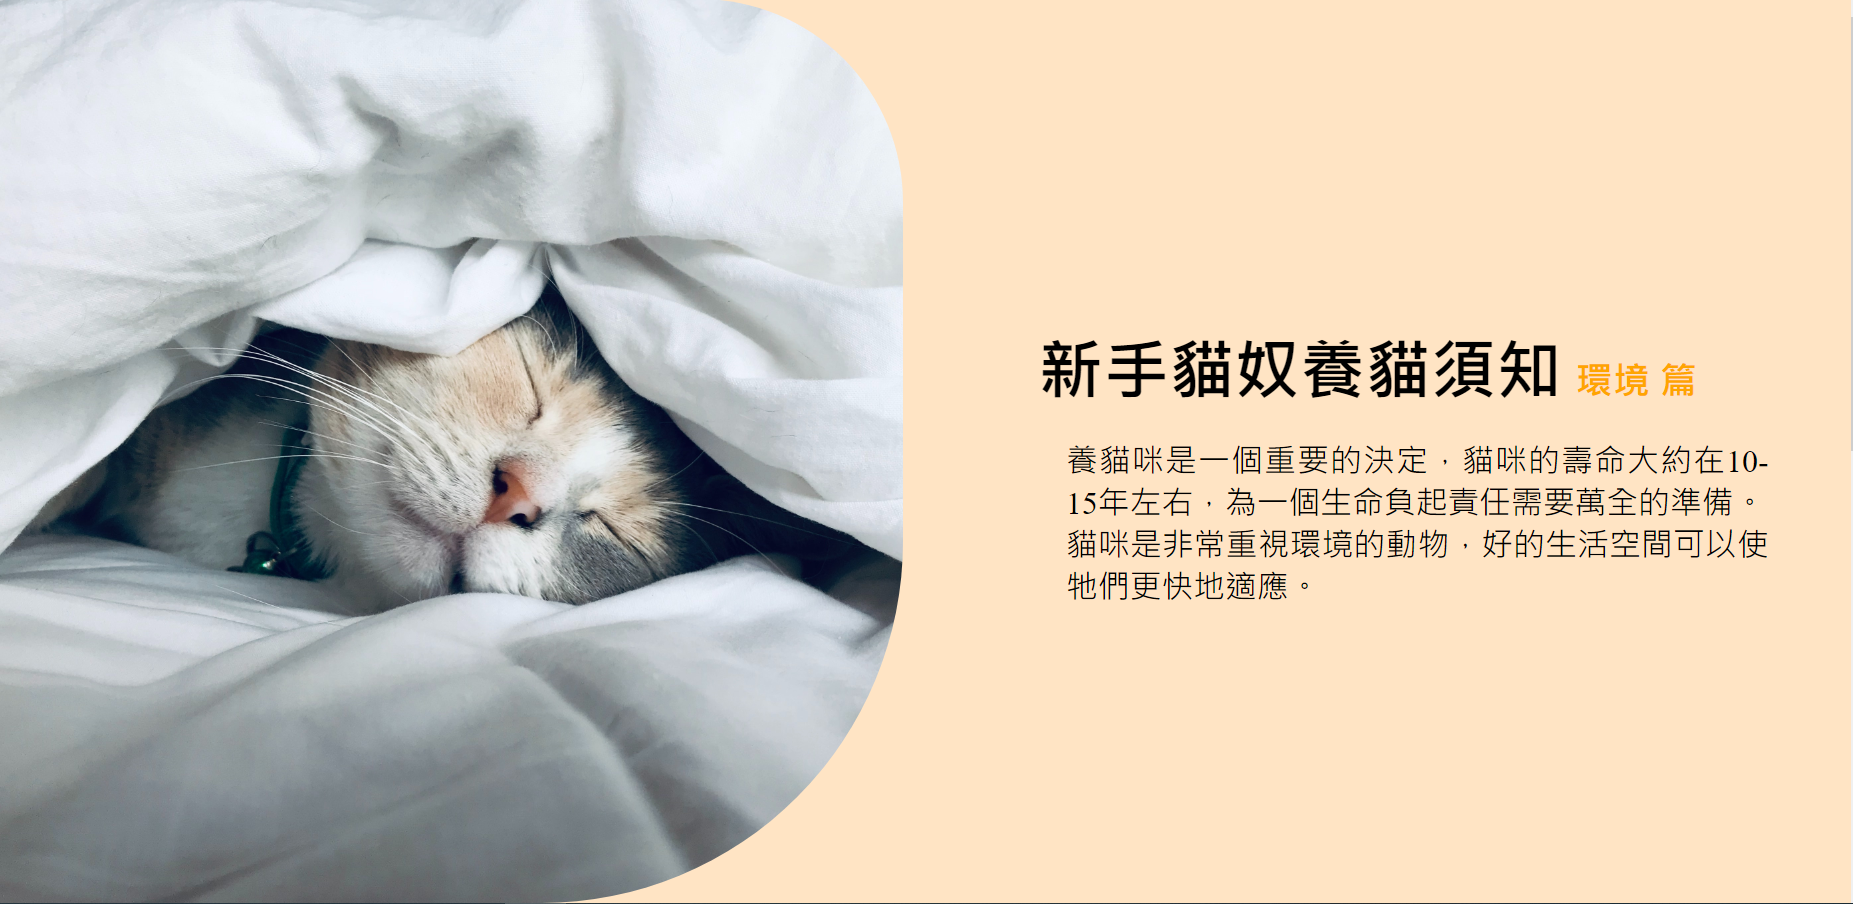 新手貓奴養貓須知 環境 篇
養貓咪是一個重要的決定，貓咪的壽命大約在10-
15年左右，為一個生命負起責任需要萬全的準備。
貓咪是非常重視環境的動物，好的生活空間可以使
牠們更快地適應。